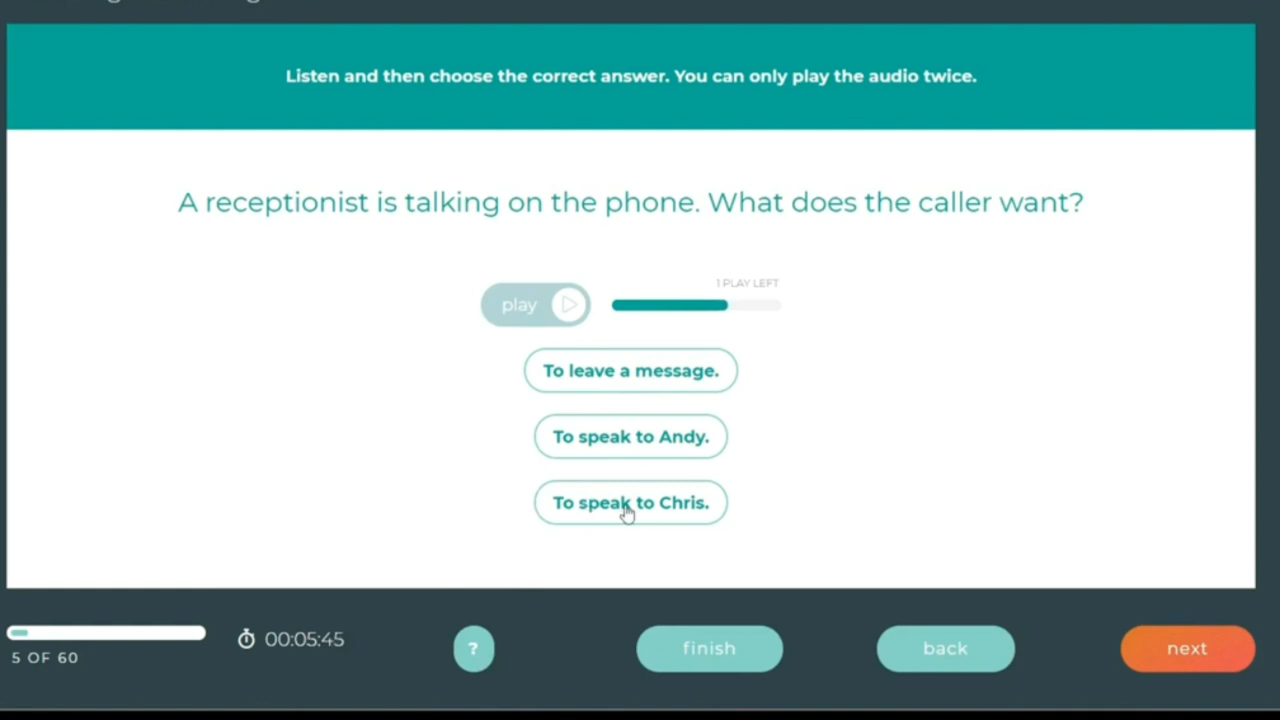 Listen and then choose the correct answer. You can only play the audio twice.
A receptionist is talking on the phone. What does the caller want?
1 PLAY LEFT
play
To leave a message.
To speak to Andy.
To speak to Chris.
00:05:45
5 OF 60
?
finish
back
next